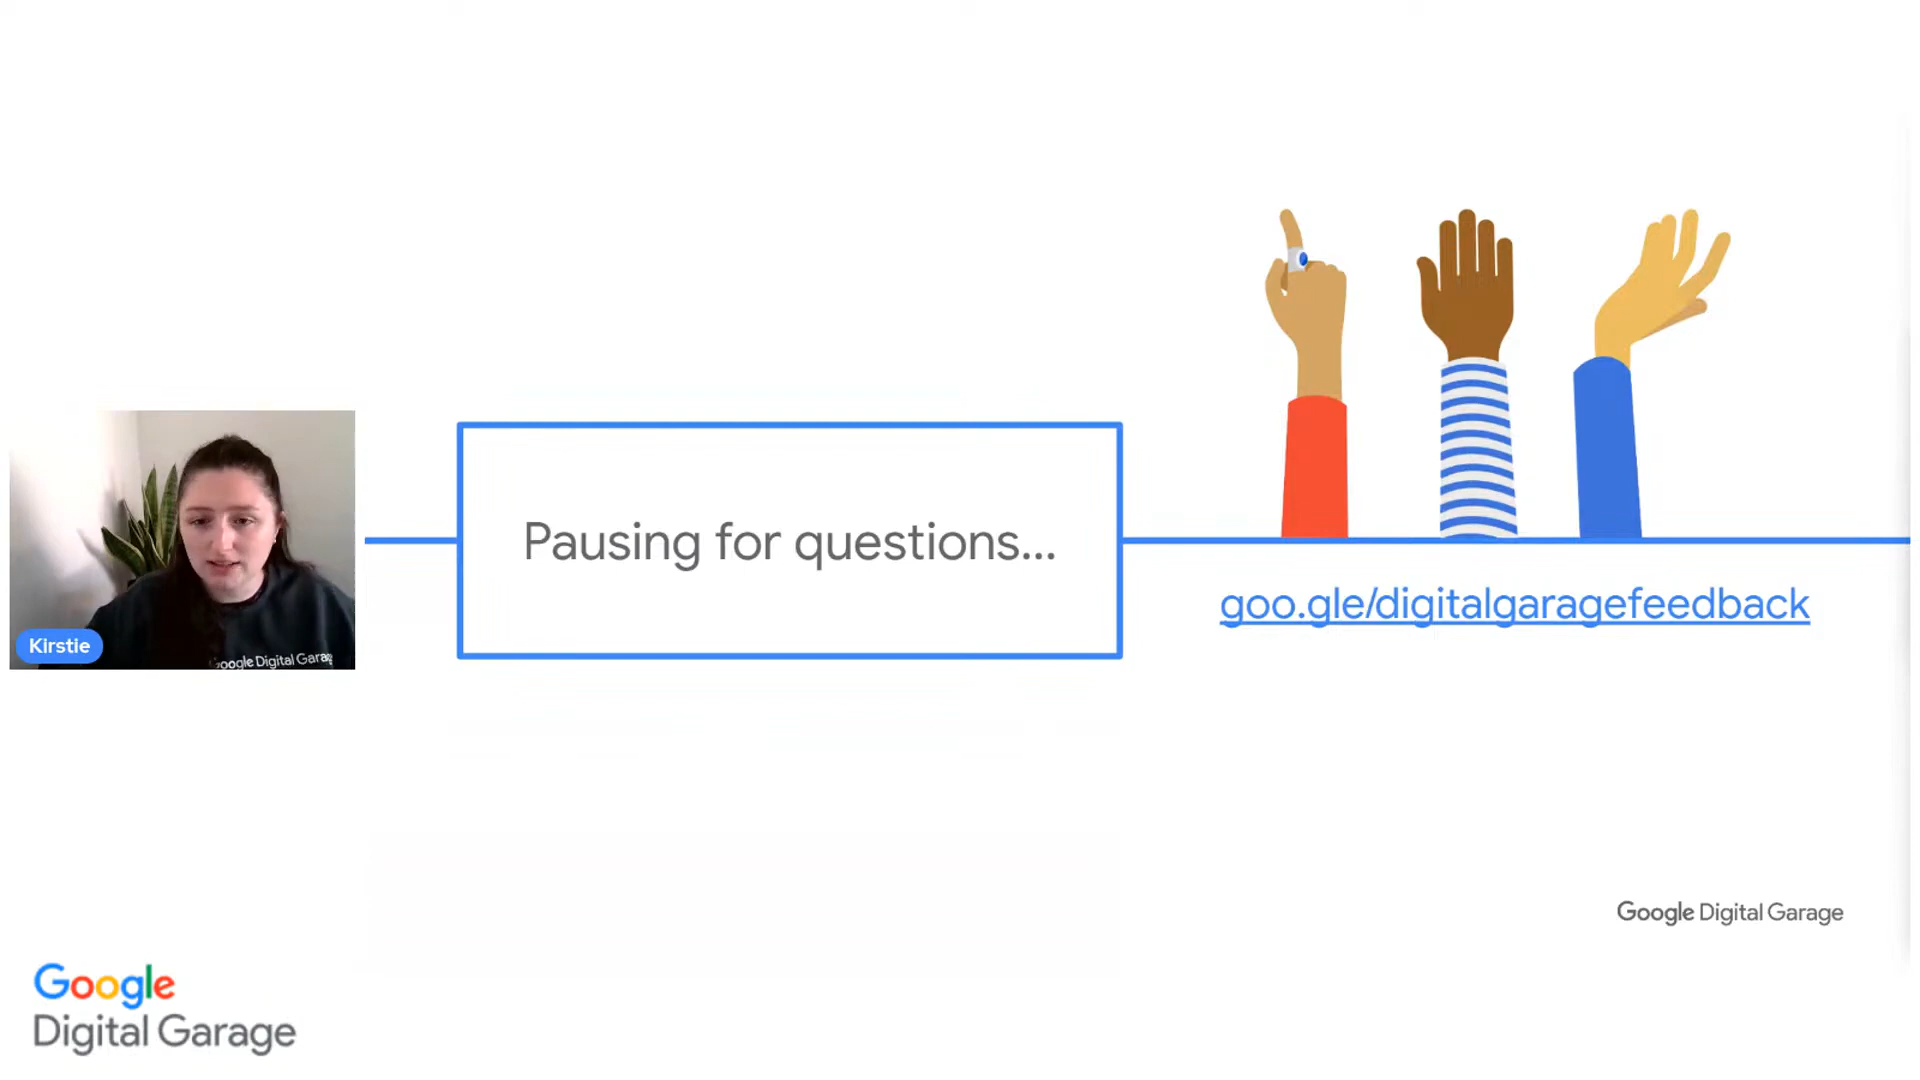 Pausing for questions...
goo.gle/digitalgaragefeedback
Kirstie
Google Digital Garage
Google Digital Garage
Google
Digital Garage